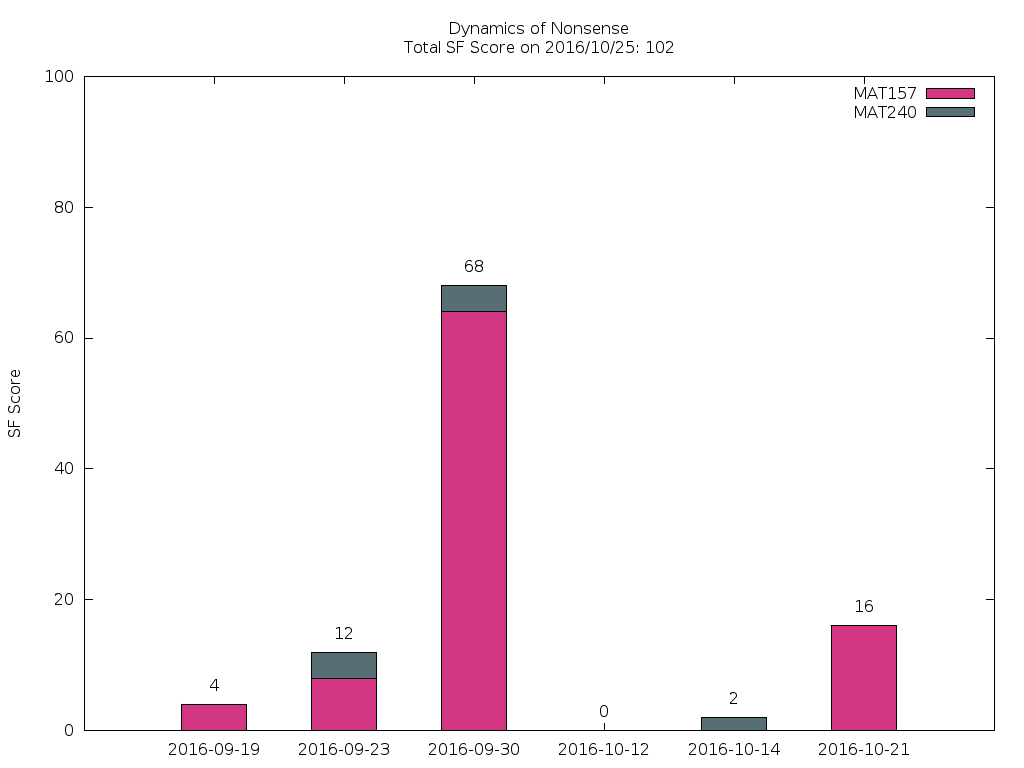 Dynamics of Nonsense
Total SF Score on 2016/10/25: 102
100
MAT157
MAT240
80
68
60
SF Score
40
20
16
12
4
2
0
0
2016-09-19 2016-09-23 2016-09-30 2016-10-12 2016-10-14 2016-10-21